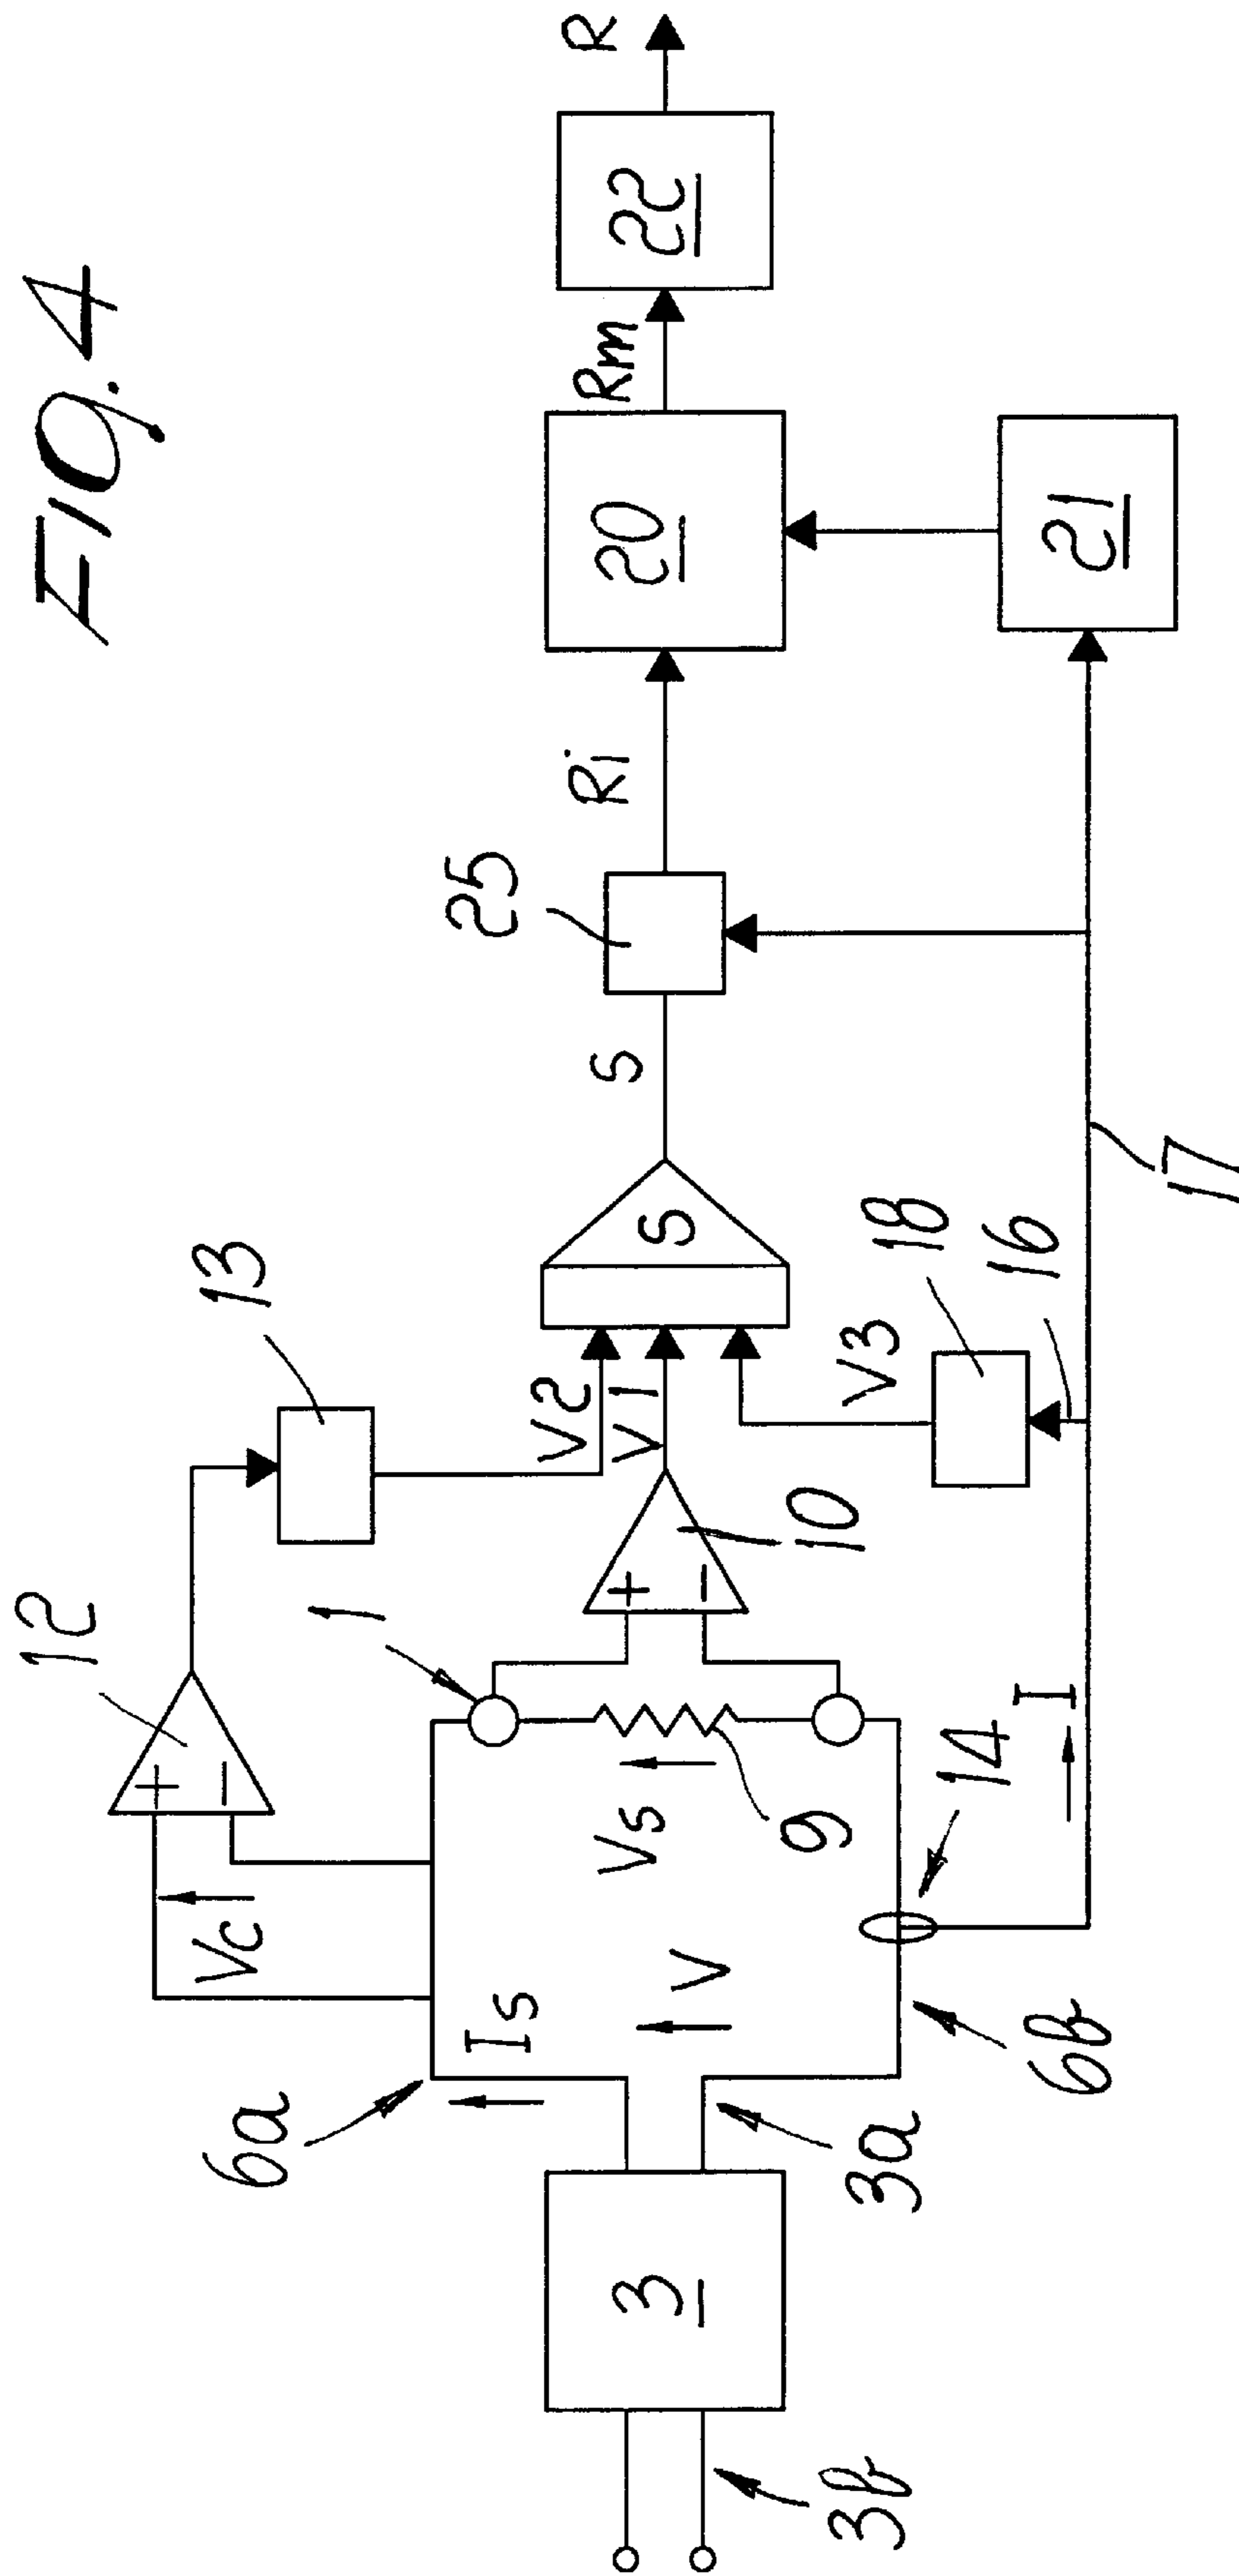 FIG. 4
12
13
1
Vc
6a
Is
V
Vs
9
+
-
+
-
10
V2
V1
V3
S
S
25
Ri
20
Rm
22
R
3
3a
3b
6b
14
I
18
16
17
21